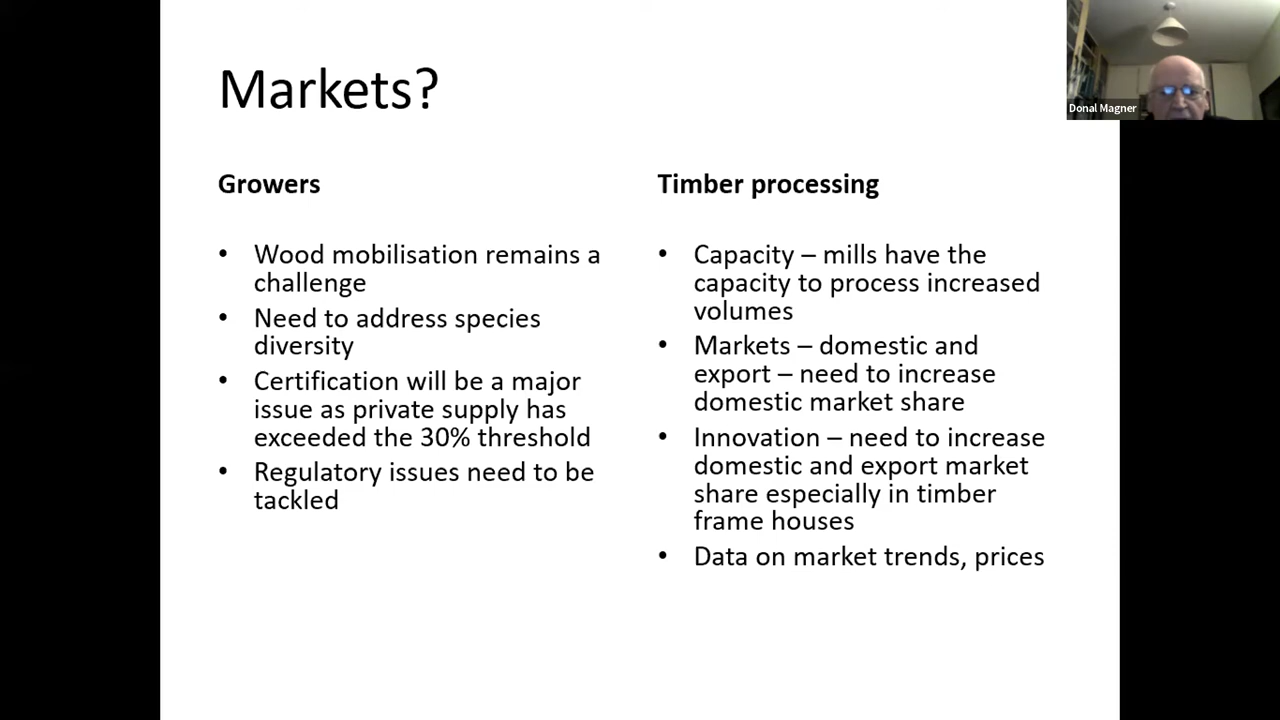 Markets?
Donal Magner
Growers
• Wood mobilisation remains a
challenge
• Need to address species
diversity
• Certification will be a major
issue as private supply has
exceeded the 30% threshold
• Regulatory issues need to be
tackled
Timber processing
• Capacity – mills have the
capacity to process increased
volumes
• Markets – domestic and
export – need to increase
domestic market share
• Innovation – need to increase
domestic and export market
share especially in timber
frame houses
• Data on market trends, prices